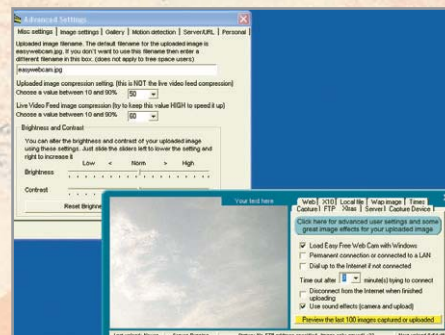 Advanced Settings
Misc settings | Image settings | Gallery | Motion detection | Server/URL | Personal
Uploaded image filename. The default filename for the uploaded image is
easywebcam.jpg. If you don't want to use this filename then enter a
different filename in this box. (does not apply to free space users)
easywebcam.jpg
Uploaded image compression setting. (this is NOT the live video feed compression)
Choose a value between 10 and 90% 50
Live Video Feed image compression (try to keep this value HIGH to speed it up)
Choose a value between 10 and 90% 60
Brightness and Contrast
You can alter the brightness and contrast of your uploaded image
using these settings. Just slide the sliders left to lower the setting and
right to increase it
Low < Norm > High
Brightness
Contrast
Reset Brightne
Your text here
Web | X10 | Local file | Wap image | Times
Capture | FTP | Xtras | Server | Capture Device
Click here for advanced user settings and some
great image effects for your uploaded image
Load Easy Free Web Cam with Windows
Permanent connection or connected to a LAN
Dial up to the Internet if not connected
Time out after 1 minute(s) trying to connect
Disconnect from the Internet when finished
uploading
Use sound effects (camera and upload)
Preview the last 100 images captured or uploaded